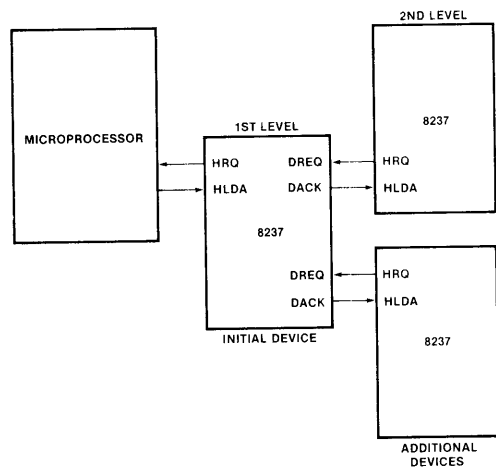 2ND LEVEL
8237
HRQ
HLDA
MICROPROCESSOR
1ST LEVEL
HRQ
HLDA
DREQ
DACK
8237
DREQ
DACK
INITIAL DEVICE
HRQ
HLDA
8237
ADDITIONAL
DEVICES